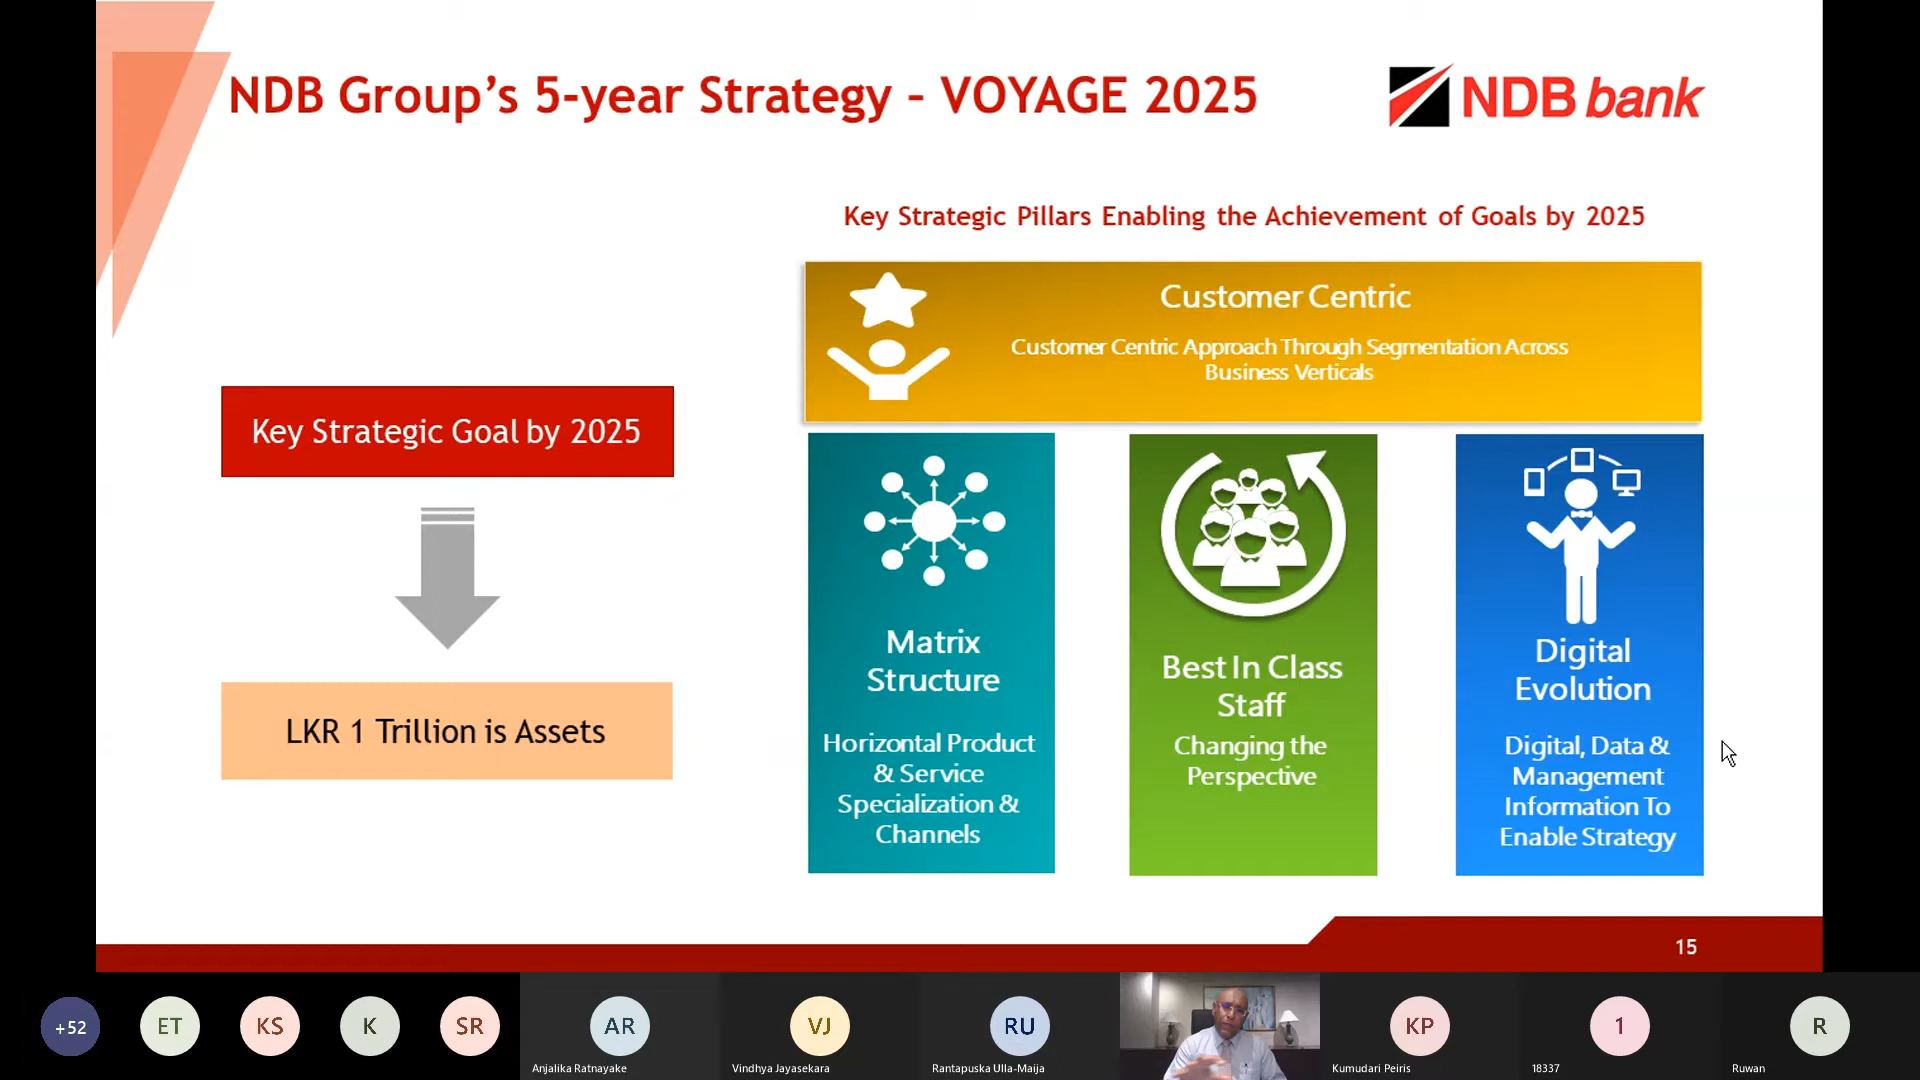 NDB Group's 5-year Strategy – VOYAGE 2025
NDB bank
Key Strategic Pillars Enabling the Achievement of Goals by 2025
Customer Centric
Customer Centric Approach Through Segmentation Across
Business Verticals
Key Strategic Goal by 2025
LKR 1 Trillion is Assets
Matrix
Structure
Horizontal Product
& Service
Specialization &
Channels
Best In Class
Staff
Changing the
Perspective
Digital
Evolution
Digital, Data &
Management
Information To
Enable Strategy
15
+52
ET
KS
K
SR
AR
Anjalika Ratnayake
VJ
Vindhya Jayasekara
RU
Rantapuska Ulla-Maija
KP
Kumudari Peiris
1
18337
R
Ruwan